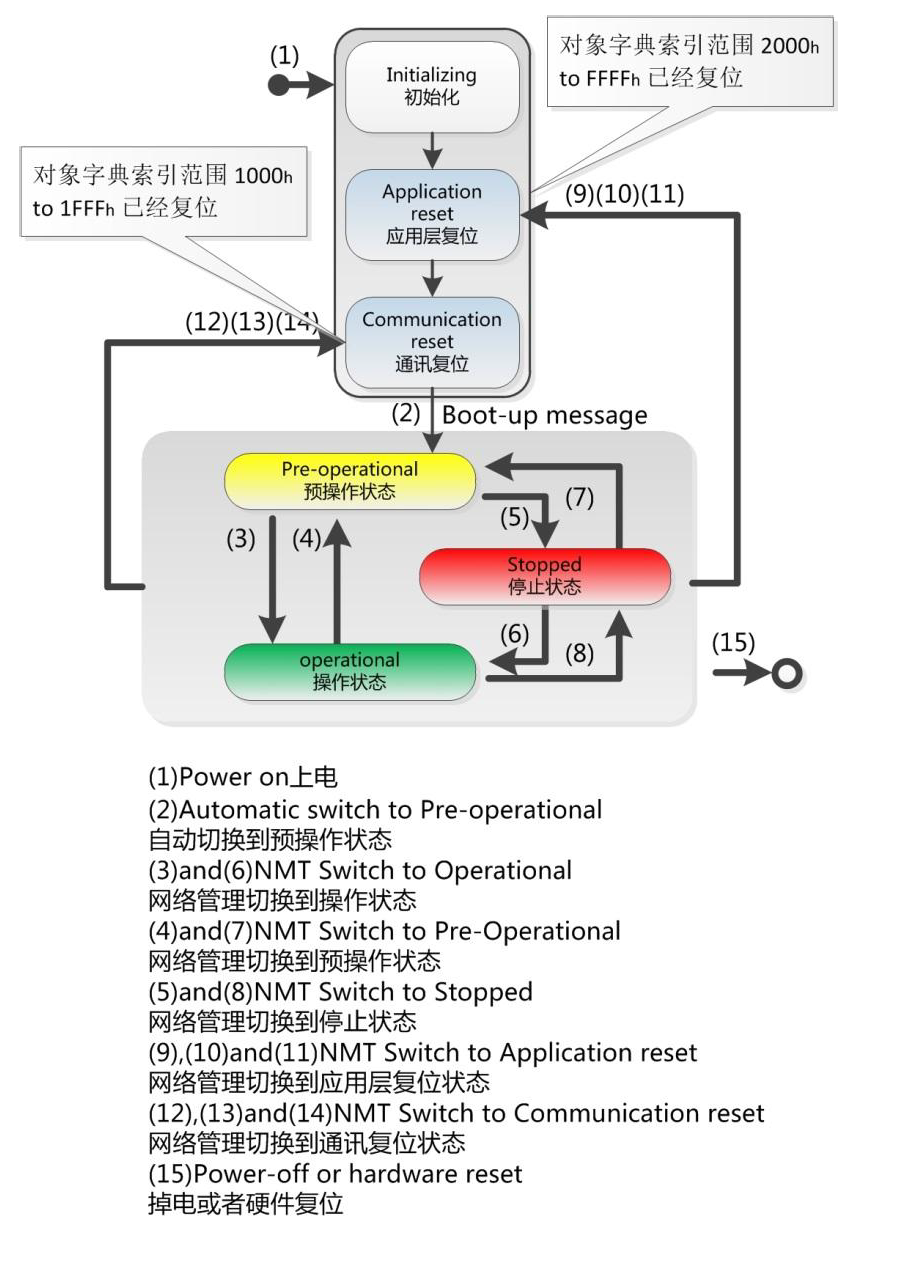 (1)
对象字典索引范围 2000h
to FFFFh 已经复位
Initializing
初始化
对象字典索引范围 1000h
to 1FFFh 已经复位
Application
reset
应用层复位
(9)(10)(11)
(12)(13)(14)
Communication
reset
通讯复位
(2) Boot-up message
Pre-operational
预操作状态
(7)
(5)
(3)
(4)
Stopped
停止状态
(6)
(8)
(15)
operational
操作状态
(1)Power on上电
(2)Automatic switch to Pre-operational
自动切换到预操作状态
(3)and(6)NMT Switch to Operational
网络管理切换到操作状态
(4)and(7)NMT Switch to Pre-Operational
网络管理切换到预操作状态
(5)and(8)NMT Switch to Stopped
网络管理切换到停止状态
(9),(10)and(11)NMT Switch to Application reset
网络管理切换到应用层复位状态
(12),(13)and(14)NMT Switch to Communication reset
网络管理切换到通讯复位状态
(15)Power-off or hardware reset
掉电或者硬件复位